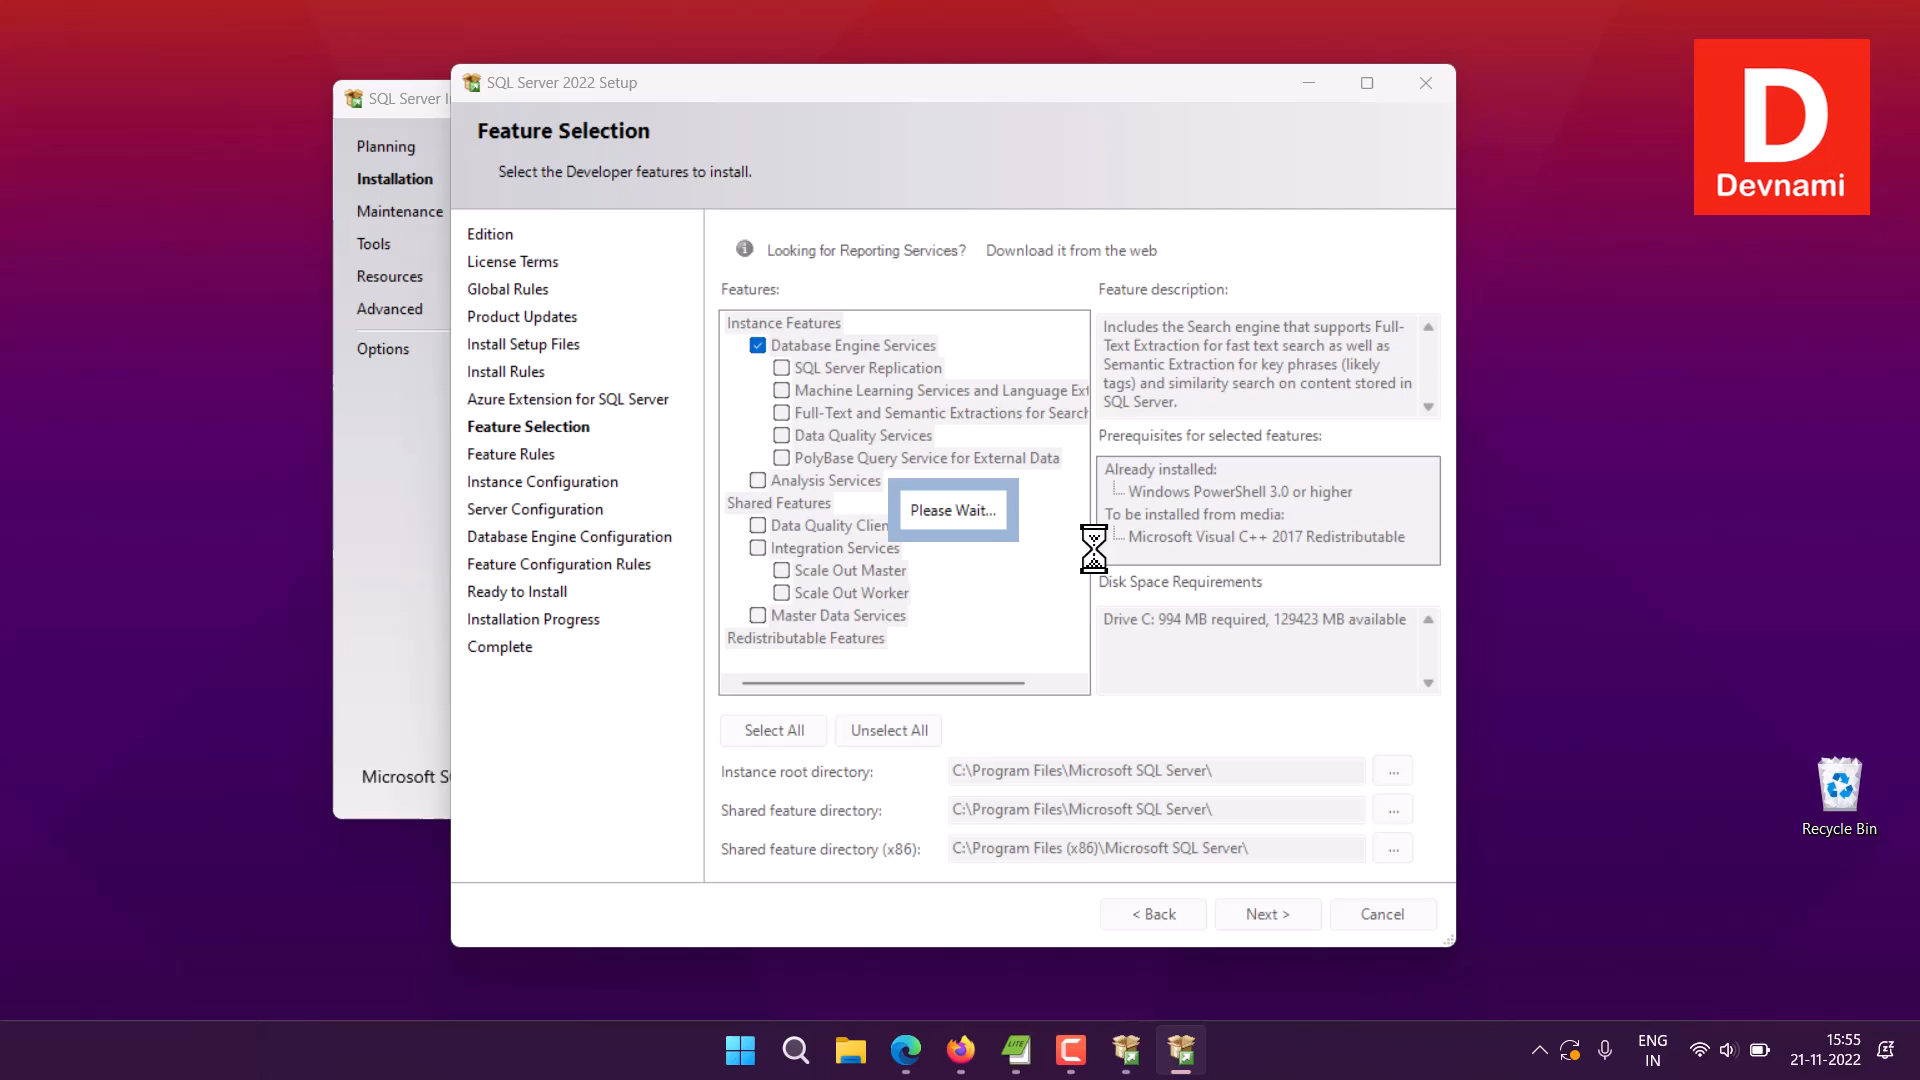 SQL Server 2022 Setup
SQL Server I
Planning
Installation
Maintenance
Tools
Resources
Advanced
Options
Microsoft S
Feature Selection
Select the Developer features to install.
Edition
License Terms
Global Rules
Product Updates
Install Setup Files
Install Rules
Azure Extension for SQL Server
Feature Selection
Feature Rules
Instance Configuration
Server Configuration
Database Engine Configuration
Feature Configuration Rules
Ready to Install
Installation Progress
Complete
Looking for Reporting Services? Download it from the web
Features:
Instance Features
Database Engine Services
SQL Server Replication
Machine Learning Services and Language Ext
Full-Text and Semantic Extractions for Search
Data Quality Services
PolyBase Query Service for External Data
Analysis Services
Shared Features
Data Quality Clien
Integration Services
Scale Out Master
Scale Out Worker
Master Data Services
Redistributable Features
Please Wait...
Feature description:
Includes the Search engine that supports Full-
Text Extraction for fast text search as well as
Semantic Extraction for key phrases (likely
tags) and similarity search on content stored in
SQL Server.
Prerequisites for selected features:
Already installed:
Windows PowerShell 3.0 or higher
To be installed from media:
Microsoft Visual C++ 2017 Redistributable
Disk Space Requirements
Drive C: 994 MB required, 129423 MB available
Select All
Unselect All
Instance root directory:
C:\Program Files\Microsoft SQL Server\
...
Shared feature directory:
C:\Program Files\Microsoft SQL Server\
...
Shared feature directory (x86):
C:\Program Files (x86)\Microsoft SQL Server\
...
< Back
Next >
Cancel
D
Devnami
Recycle Bin
LITE
C
ENG
IN
15:55
21-11-2022